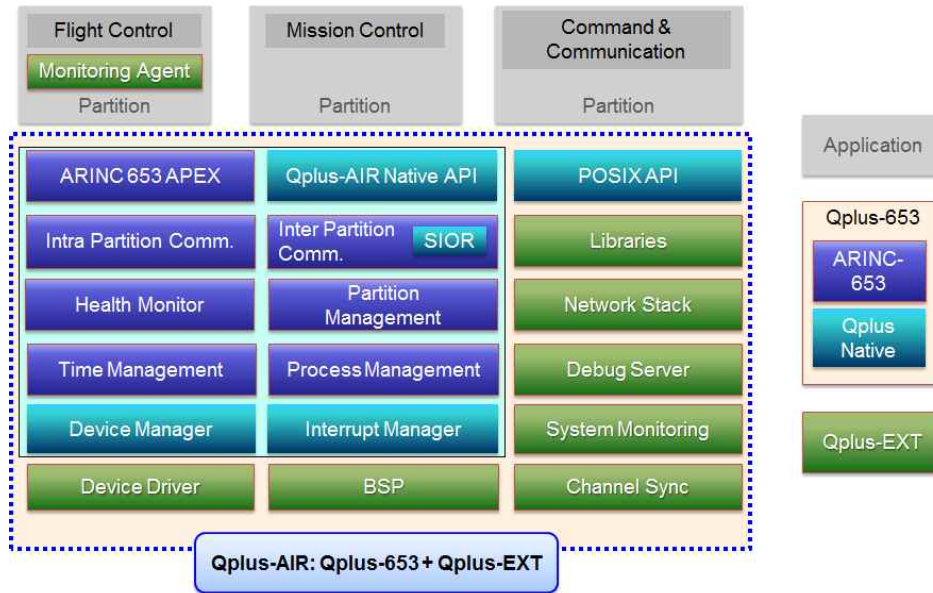 Flight Control
Monitoring Agent
Partition
Mission Control
Partition
Command &
Communication
Partition
ARINC 653 APEX
Qplus-AIR Native API
POSIX API
Intra Partition Comm.
Inter Partition
Comm.
SIOR
Libraries
Health Monitor
Partition
Management
Network Stack
Time Management
Process Management
Debug Server
Device Manager
Interrupt Manager
System Monitoring
Device Driver
BSP
Channel Sync
Qplus-AIR: Qplus-653 + Qplus-EXT
Application
Qplus-653
ARINC-
653
Qplus
Native
Qplus-EXT